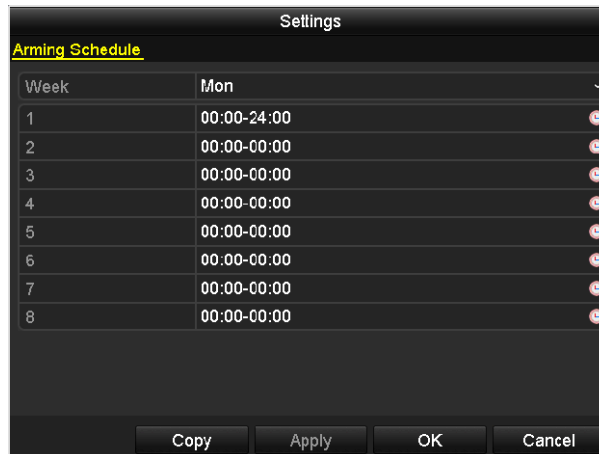 Settings
Arming Schedule
Week Mon
1 00:00-24:00
2 00:00-00:00
3 00:00-00:00
4 00:00-00:00
5 00:00-00:00
6 00:00-00:00
7 00:00-00:00
8 00:00-00:00
Copy Apply OK Cancel